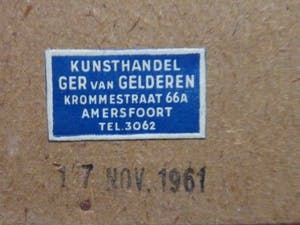 KUNSTHANDEL
GER van GELDEREN
KROMMESTRAAT 66A
AMERSFOORT
TEL. 3062
17 NOV. 1961